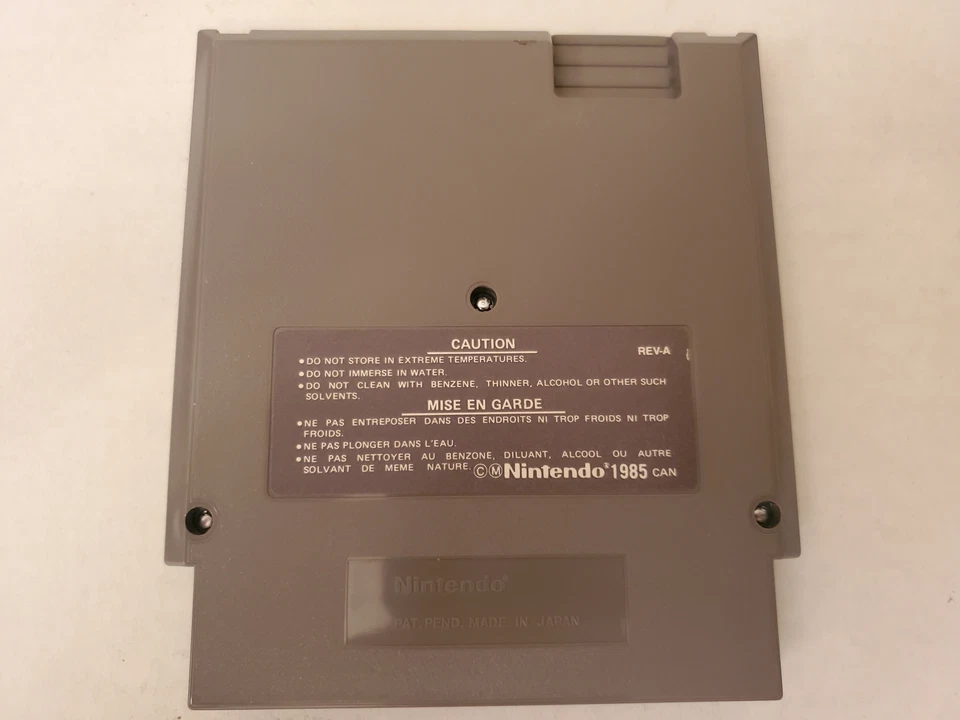 CAUTION
REV-A
● DO NOT STORE IN EXTREME TEMPERATURES.
● DO NOT IMMERSE IN WATER.
● DO NOT CLEAN WITH BENZENE, THINNER, ALCOHOL OR OTHER SUCH
SOLVENTS.
MISE EN GARDE
● NE PAS ENTREPOSER DANS DES ENDROITS NI TROP FROIDS NI TROP
FROIDS.
● NE PAS PLONGER DANS L'EAU.
● NE PAS NETTOYER AU BENZONE, DILUANT, ALCOOL OU AUTRE
SOLVANT DE MEME NATURE. ©Ⓜ Nintendo® 1985 CAN
Nintendo®
PAT. PEND. MADE IN JAPAN